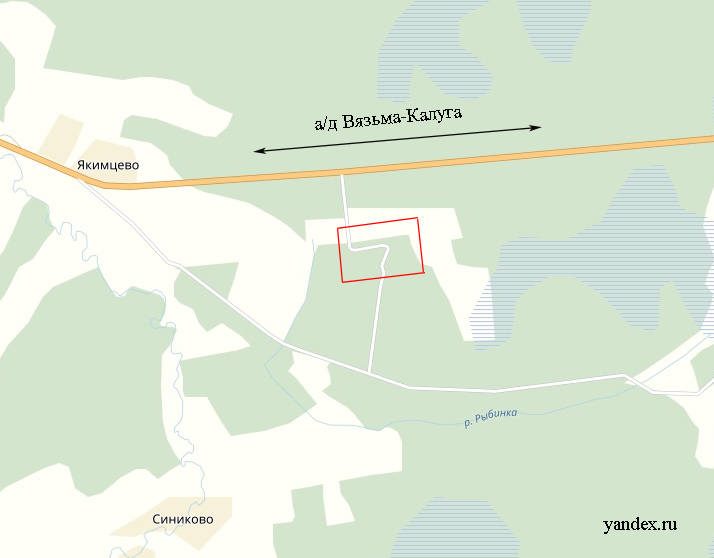 а/д Вязьма-Калуга
Якимцево
р. Рыбинка
Синиково
yandex.ru